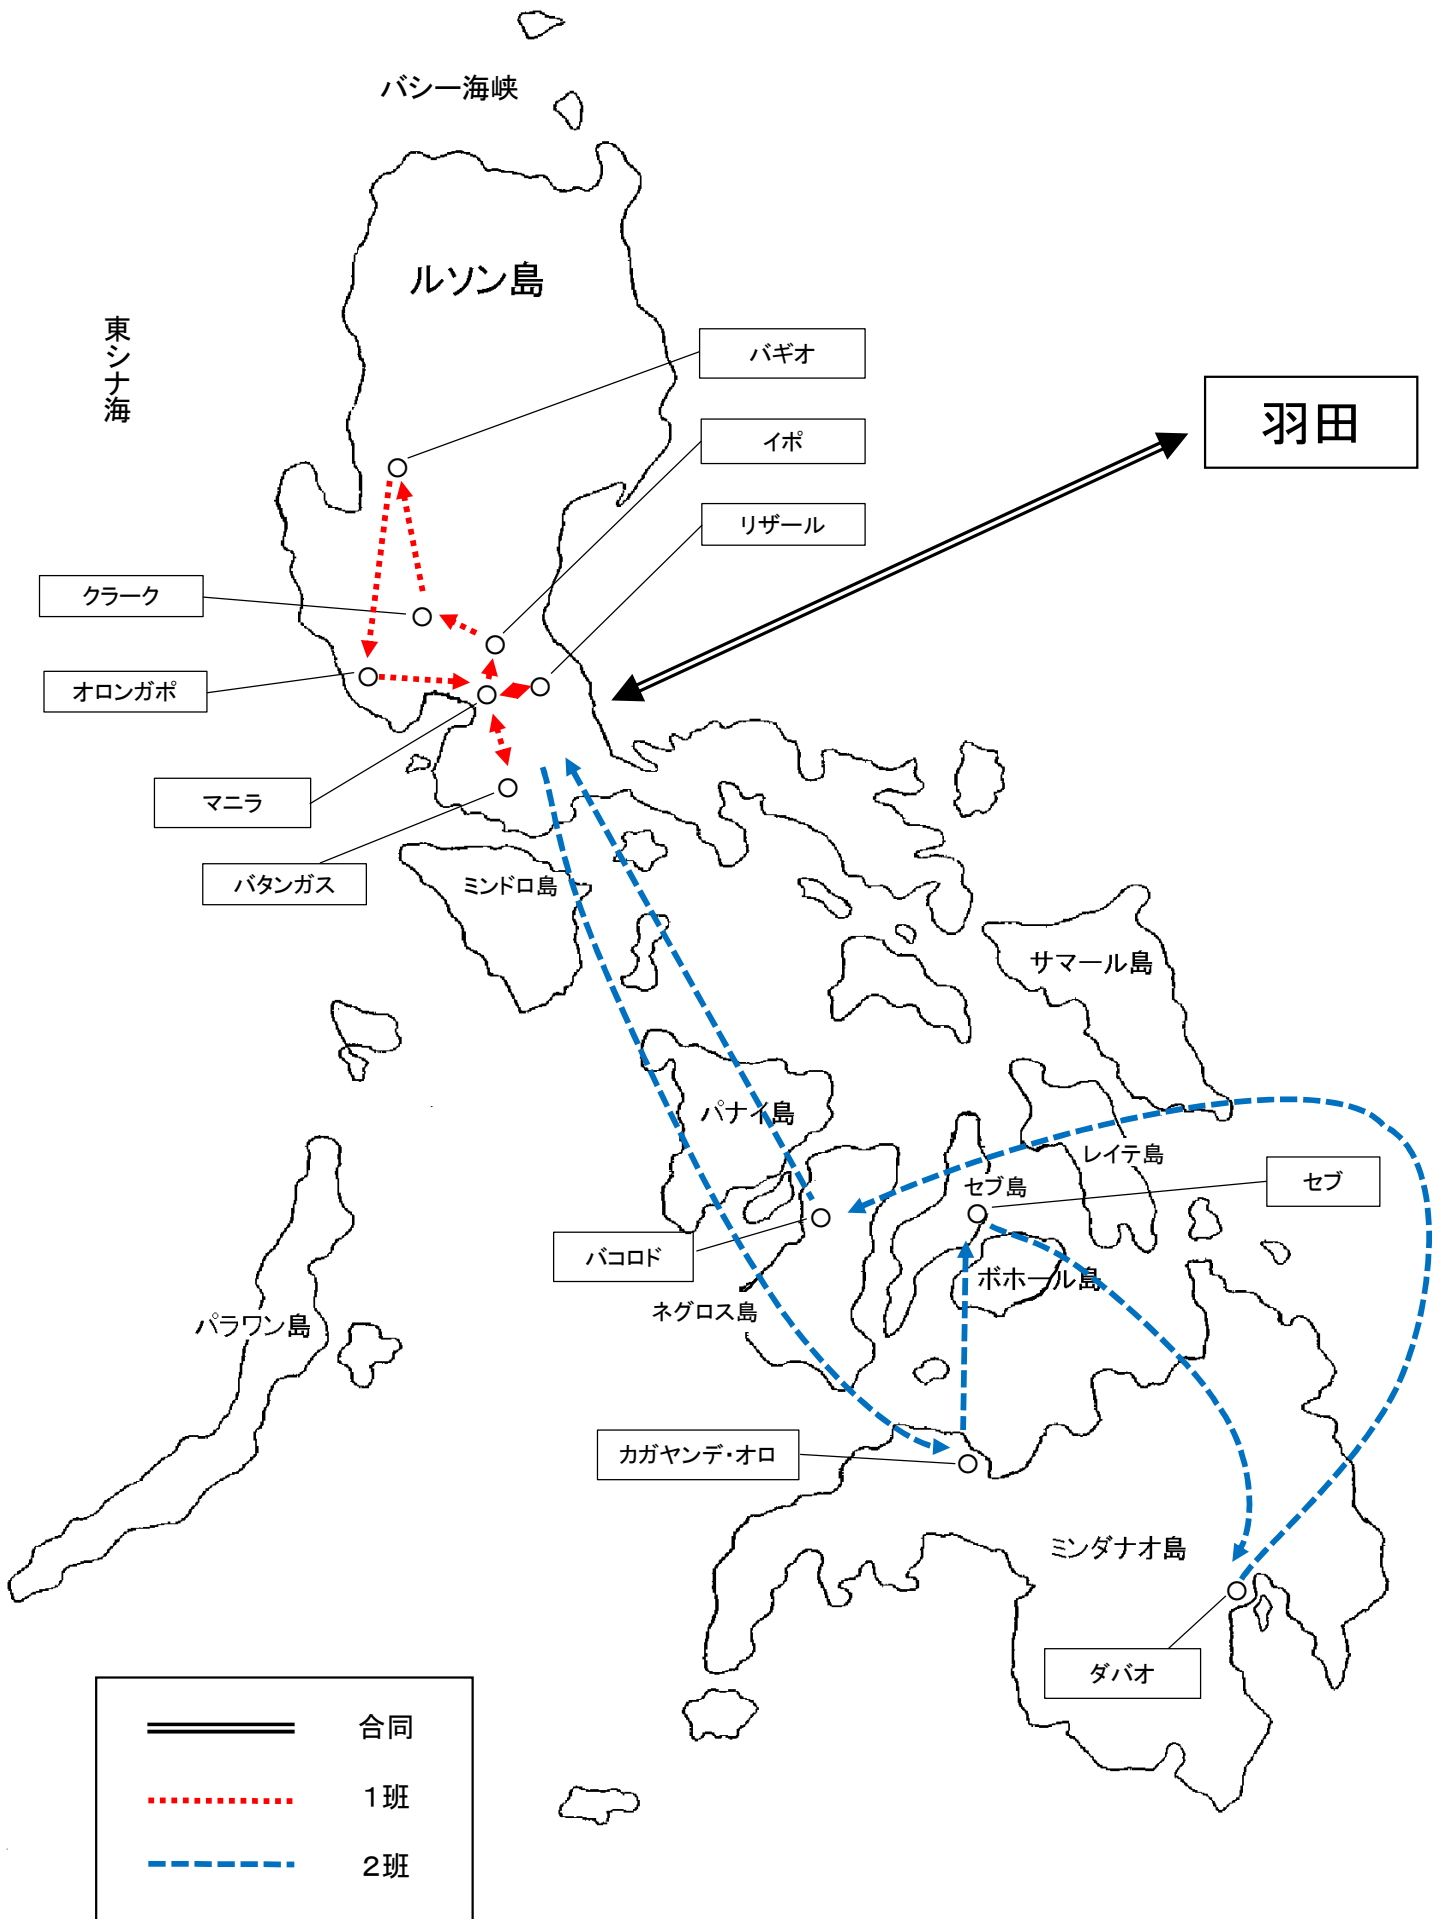 バシー海峡
ルソン島
東シナ海
バギオ
羽田
イポ
リザール
クラーク
オロンガポ
マニラ
バタンガス
ミンドロ島
サマール島
パナイ島
レイテ島
セブ島
セブ
バコロド
ボホール島
ネグロス島
パラワン島
カガヤンデ・オロ
ミンダナオ島
ダバオ
合同
１班
２班